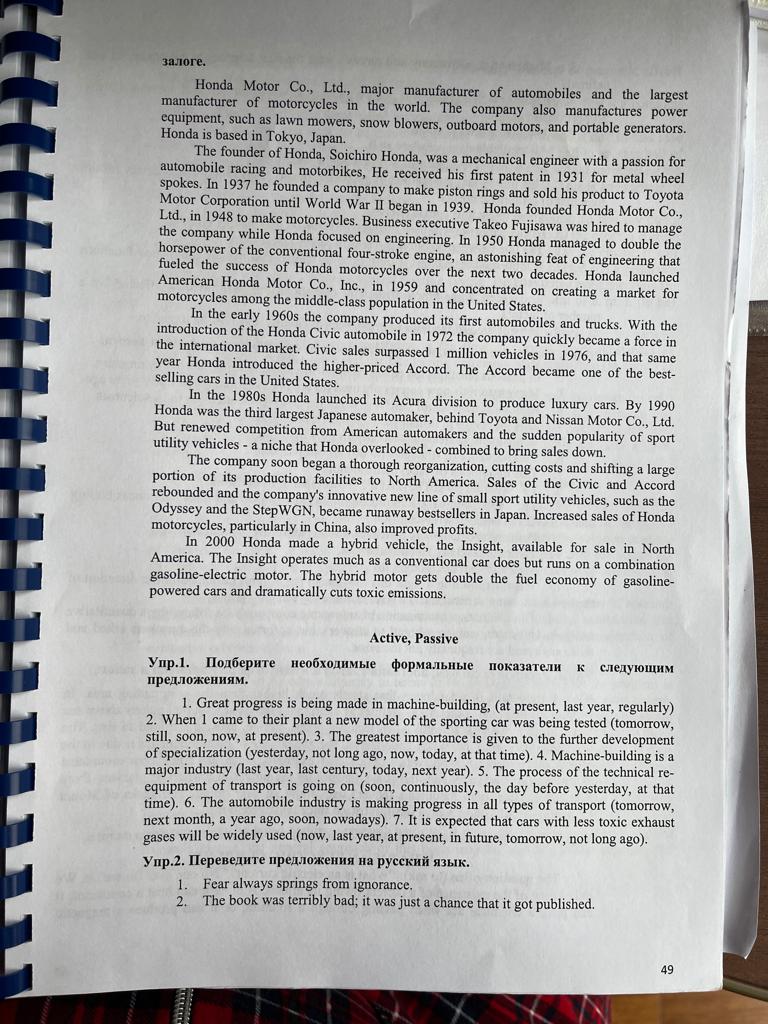 залоге.
Honda Motor Co., Ltd., major manufacturer of automobiles and the largest
manufacturer of motorcycles in the world. The company also manufactures power
equipment, such as lawn mowers, snow blowers, outboard motors, and portable generators.
Honda is based in Tokyo, Japan.
The founder of Honda, Soichiro Honda, was a mechanical engineer with a passion for
automobile racing and motorbikes, He received his first patent in 1931 for metal wheel
spokes. In 1937 he founded a company to make piston rings and sold his product to Toyota
Motor Corporation until World War II began in 1939. Honda founded Honda Motor Co.,
Ltd., in 1948 to make motorcycles. Business executive Takeo Fujisawa was hired to manage
the company while Honda focused on engineering. In 1950 Honda managed to double the
horsepower of the conventional four-stroke engine, an astonishing feat of engineering that
fueled the success of Honda motorcycles over the next two decades. Honda launched
American Honda Motor Co., Inc., in 1959 and concentrated on creating a market for
motorcycles among the middle-class population in the United States.
In the early 1960s the company produced its first automobiles and trucks. With the
introduction of the Honda Civic automobile in 1972 the company quickly became a force in
the international market. Civic sales surpassed 1 million vehicles in 1976, and that same
year Honda introduced the higher-priced Accord. The Accord became one of the best-
selling cars in the United States.
In the 1980s Honda launched its Acura division to produce luxury cars. By 1990
Honda was the third largest Japanese automaker, behind Toyota and Nissan Motor Co., Ltd.
But renewed competition from American automakers and the sudden popularity of sport
utility vehicles - a niche that Honda overlooked - combined to bring sales down.
The company soon began a thorough reorganization, cutting costs and shifting a large
portion of its production facilities to North America. Sales of the Civic and Accord
rebounded and the company's innovative new line of small sport utility vehicles, such as the
Odyssey and the StepWGN, became runaway bestsellers in Japan. Increased sales of Honda
motorcycles, particularly in China, also improved profits.
In 2000 Honda made a hybrid vehicle, the Insight, available for sale in North
America. The Insight operates much as a conventional car does but runs on a combination
gasoline-electric motor. The hybrid motor gets double the fuel economy of gasoline-
powered cars and dramatically cuts toxic emissions.
Active, Passive
Упр.1. Подберите необходимые формальные показатели к следующим
предложениям.
1. Great progress is being made in machine-building, (at present, last year, regularly)
2. When 1 came to their plant a new model of the sporting car was being tested (tomorrow,
still, soon, now, at present). 3. The greatest importance is given to the further development
of specialization (yesterday, not long ago, now, today, at that time). 4. Machine-building is a
major industry (last year, last century, today, next year). 5. The process of the technical re-
equipment of transport is going on (soon, continuously, the day before yesterday, at that
time). 6. The automobile industry is making progress in all types of transport (tomorrow,
next month, a year ago, soon, nowadays). 7. It is expected that cars with less toxic exhaust
gases will be widely used (now, last year, at present, in future, tomorrow, not long ago).
Упр.2. Переведите предложения на русский язык.
1. Fear always springs from ignorance.
2. The book was terribly bad; it was just a chance that it got published.
49